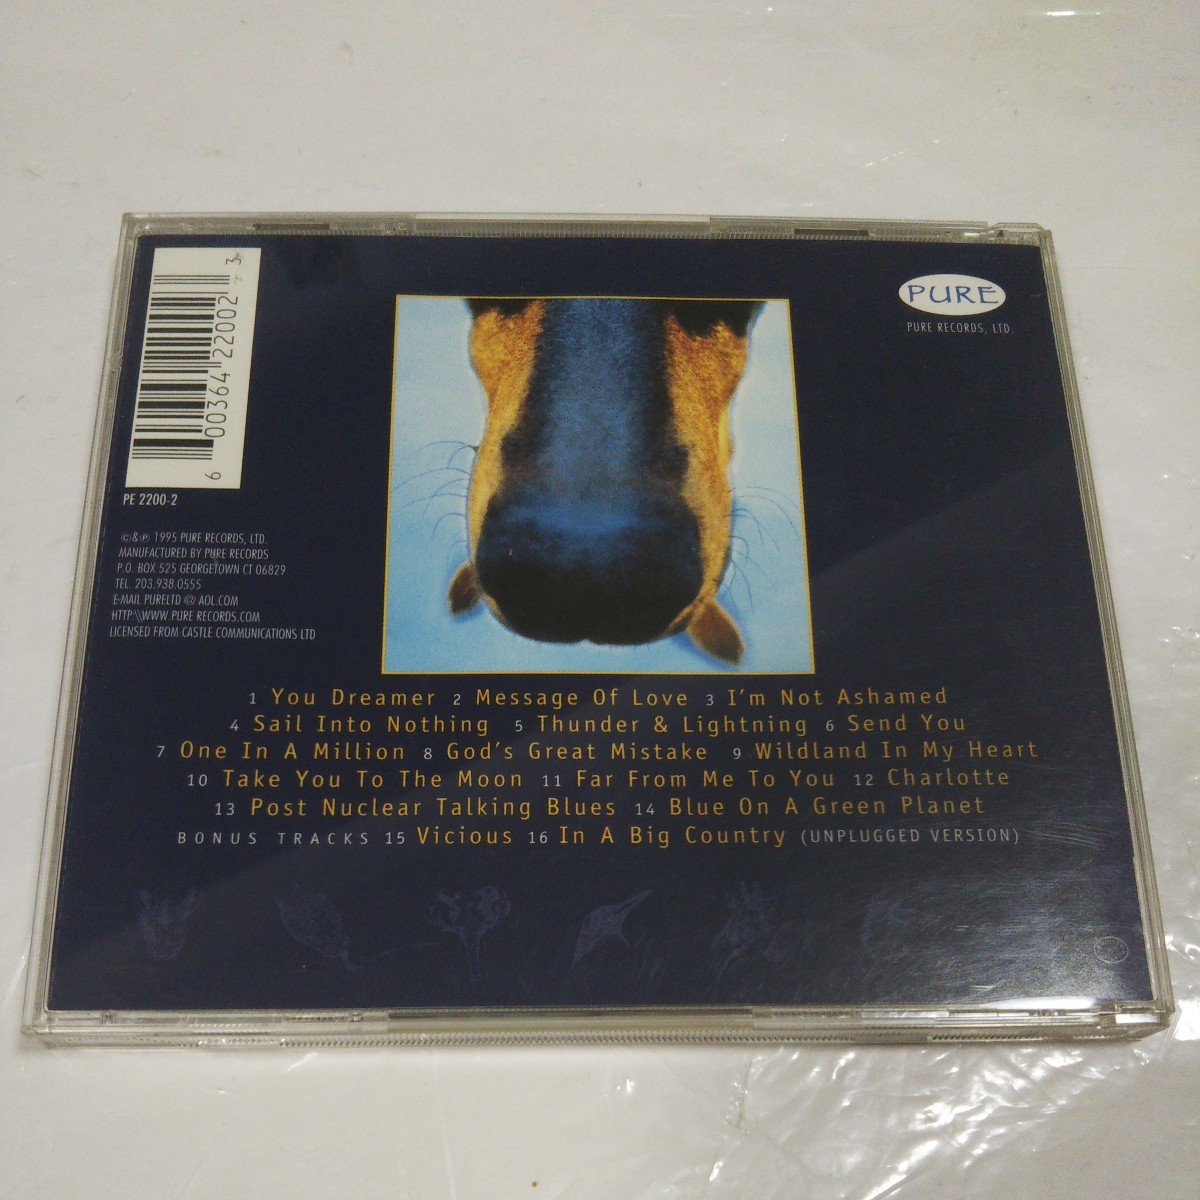 6 00364 22002 3
PE 2200-2
PURE
PURE RECORDS, LTD.
©&℗ 1995 PURE RECORDS, LTD.
MANUFACTURED BY PURE RECORDS
P.O. BOX 525 GEORGETOWN CT 06829
TEL. 203.938.0555
E-MAIL PURELTD @ AOL.COM
HTTP:\\WWW.PURE RECORDS.COM
LICENSED FROM CASTLE COMMUNICATIONS LTD
1 You Dreamer 2 Message Of Love 3 I'm Not Ashamed
4 Sail Into Nothing 5 Thunder & Lightning 6 Send You
7 One In A Million 8 God's Great Mistake 9 Wildland In My Heart
10 Take You To The Moon 11 Far From Me To You 12 Charlotte
13 Post Nuclear Talking Blues 14 Blue On A Green Planet
BONUS TRACKS 15 Vicious 16 In A Big Country (UNPLUGGED VERSION)